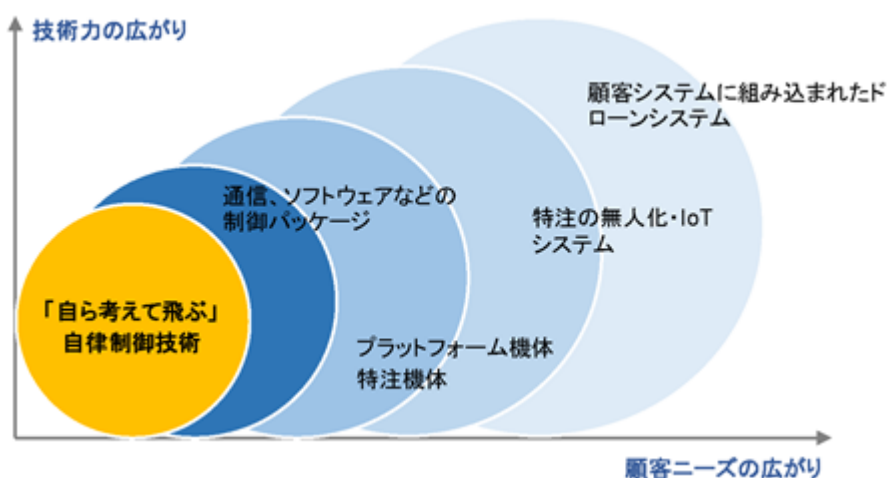 技術力の広がり
顧客システムに組み込まれたド
ローンシステム
通信、ソフトウェアなどの
制御パッケージ
特注の無人化・IoT
システム
「自ら考えて飛ぶ」
自律制御技術
プラットフォーム機体
特注機体
顧客ニーズの広がり